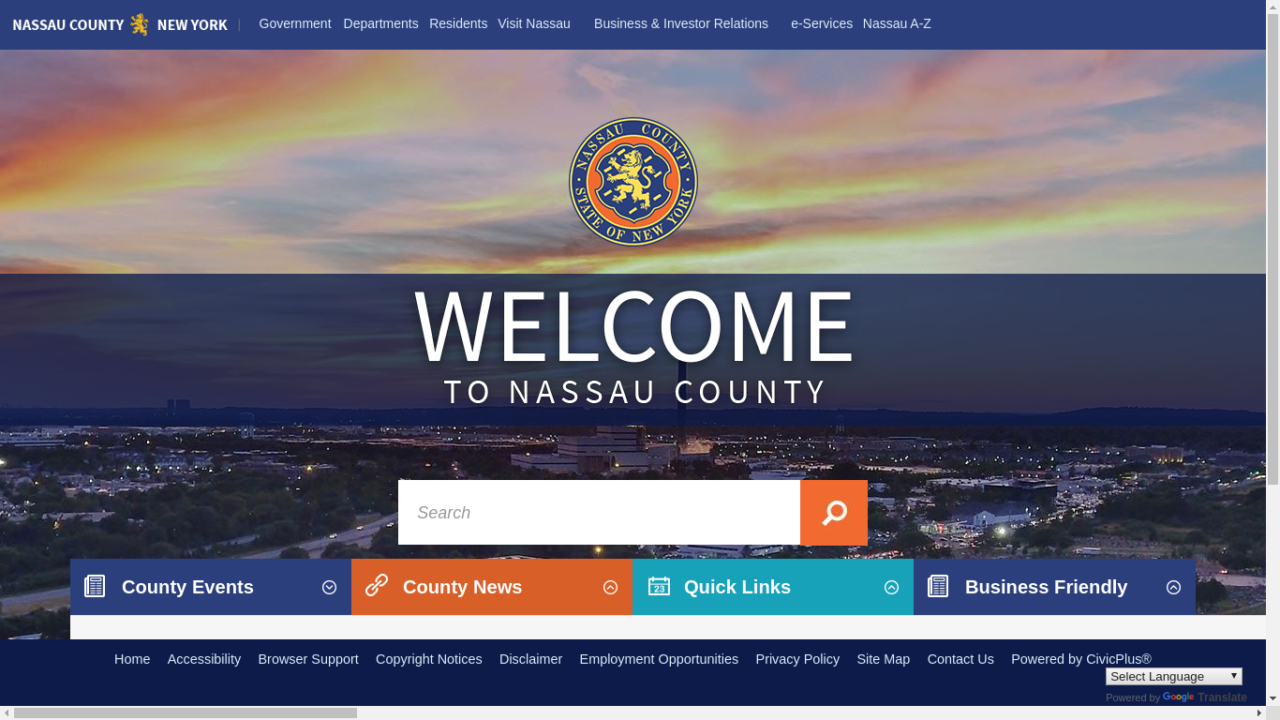 NASSAU COUNTY NEW YORK
Government Departments Residents Visit Nassau Business & Investor Relations e-Services Nassau A-Z
NASSAU COUNTY
STATE OF NEW YORK
WELCOME
TO NASSAU COUNTY
Search
County Events County News 23 Quick Links Business Friendly
Home Accessibility Browser Support Copyright Notices Disclaimer Employment Opportunities Privacy Policy Site Map Contact Us Powered by CivicPlus®
Select Language
Powered by Google Translate